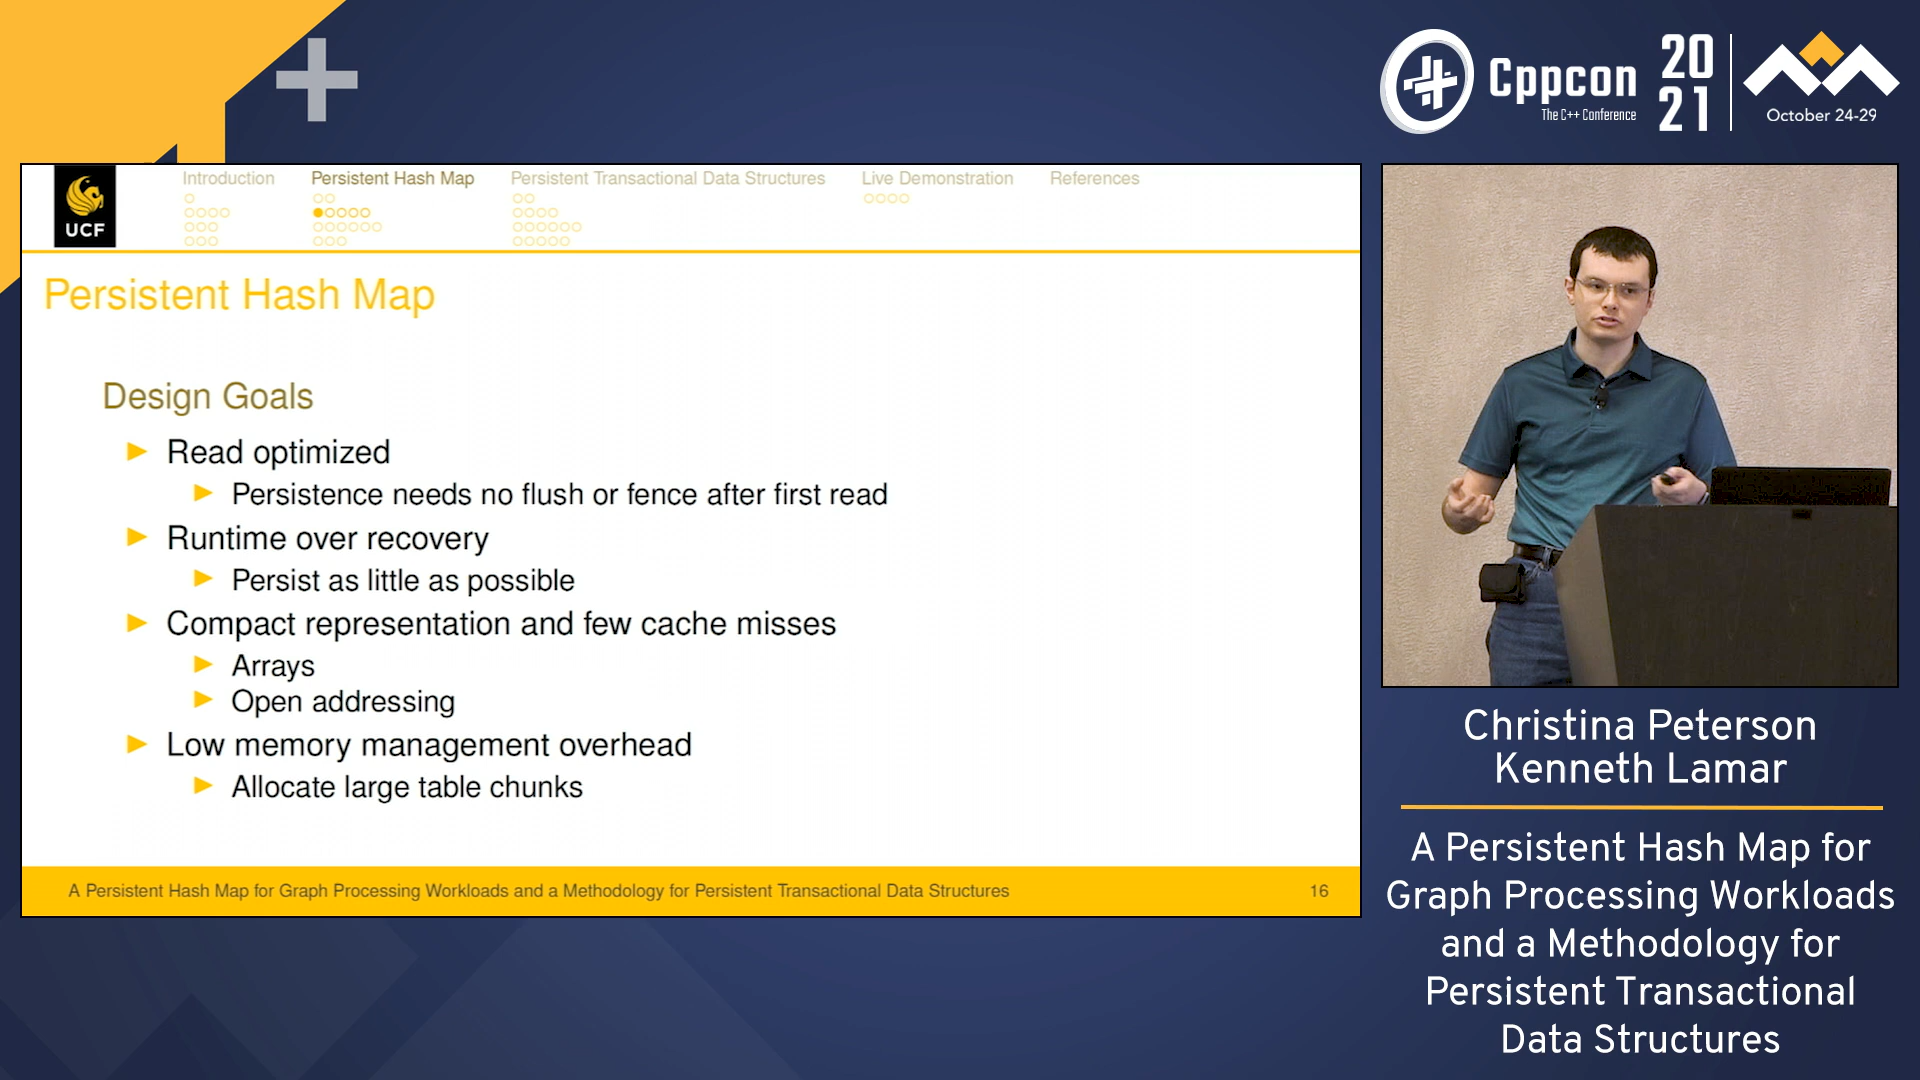 Cppcon
The C++ Conference
20
21
October 24-29
UCF
Introduction
Persistent Hash Map
Persistent Transactional Data Structures
Live Demonstration
References
Persistent Hash Map
Design Goals
Read optimized
Persistence needs no flush or fence after first read
Runtime over recovery
Persist as little as possible
Compact representation and few cache misses
Arrays
Open addressing
Low memory management overhead
Allocate large table chunks
A Persistent Hash Map for Graph Processing Workloads and a Methodology for Persistent Transactional Data Structures
16
Christina Peterson
Kenneth Lamar
A Persistent Hash Map for
Graph Processing Workloads
and a Methodology for
Persistent Transactional
Data Structures